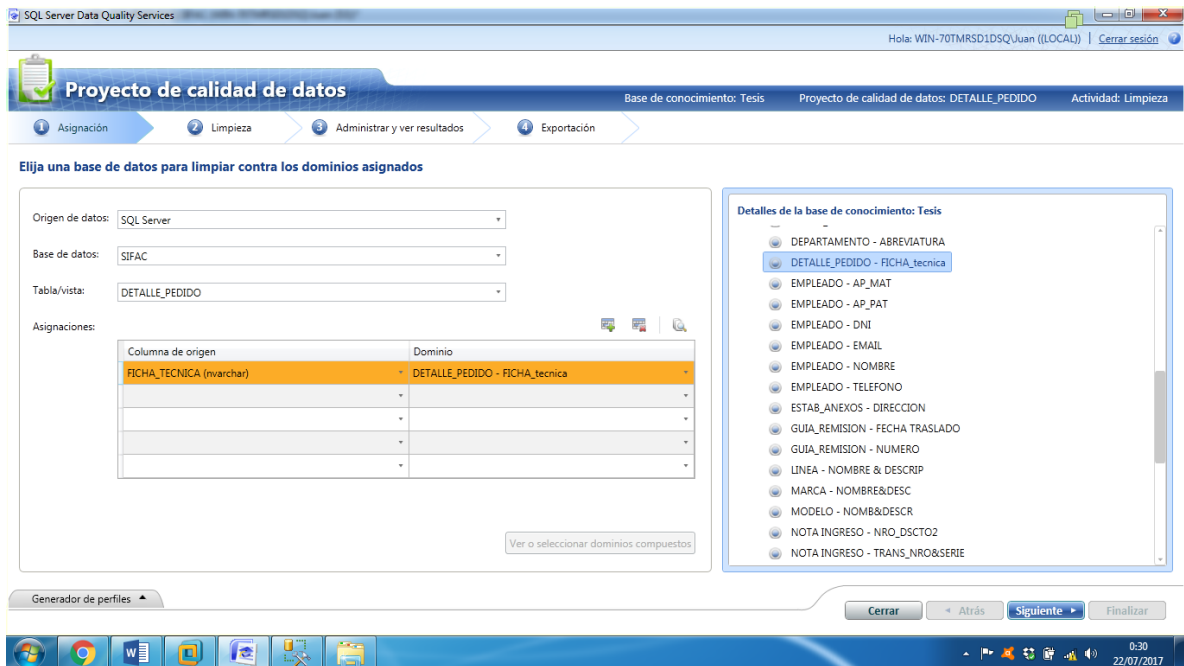 SQL Server Data Quality Services
Hola: WIN-70TMRSD1DSQ\Juan ((LOCAL)) | Cerrar sesión
Proyecto de calidad de datos
Base de conocimiento: Tesis Proyecto de calidad de datos: DETALLE_PEDIDO Actividad: Limpieza
1 Asignación 2 Limpieza 3 Administrar y ver resultados 4 Exportación
Elija una base de datos para limpiar contra los dominios asignados
Origen de datos: SQL Server
Base de datos: SIFAC
Tabla/vista: DETALLE_PEDIDO
Asignaciones:
Columna de origen Dominio
FICHA_TECNICA (nvarchar) DETALLE_PEDIDO - FICHA_tecnica
Ver o seleccionar dominios compuestos
Detalles de la base de conocimiento: Tesis
DEPARTAMENTO - ABREVIATURA
DETALLE_PEDIDO - FICHA_tecnica
EMPLEADO - AP_MAT
EMPLEADO - AP_PAT
EMPLEADO - DNI
EMPLEADO - EMAIL
EMPLEADO - NOMBRE
EMPLEADO - TELEFONO
ESTAB_ANEXOS - DIRECCION
GUIA_REMISION - FECHA TRASLADO
GUIA_REMISION - NUMERO
LINEA - NOMBRE & DESCRIP
MARCA - NOMBRE&DESC
MODELO - NOMB&DESCR
NOTA INGRESO - NRO_DSCTO2
NOTA INGRESO - TRANS_NRO&SERIE
Generador de perfiles
Cerrar Atrás Siguiente Finalizar
0:30
22/07/2017